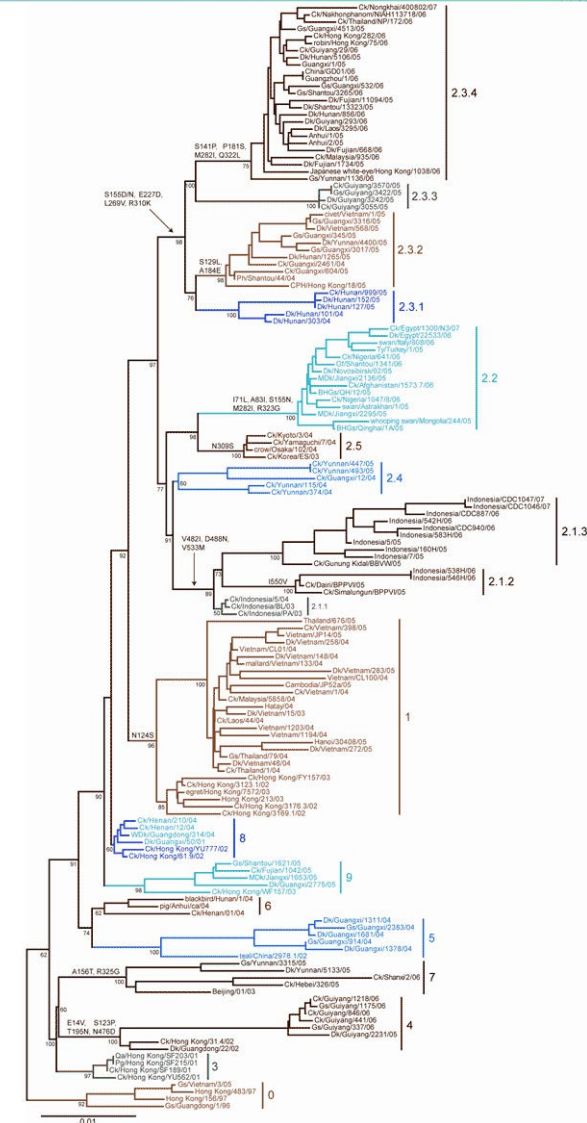 Ck/Nongkhai/400802/07
Ck/Nakhonphanom/NIAH113718/06
Ck/Thailand/NP/172/06
Gs/Guangxi/4513/05
Ck/Hong Kong/282/06
robin/Hong Kong/75/06
Ck/Guiyang/29/06
Dk/Hunan/5106/05
Guangxi/1/05
China/GD01/06
Guangzhou/1/06
Gs/Guangxi/532/06
Gs/Shantou/3265/06
Dk/Fujian/11094/05
Dk/Shantou/13323/05
Dk/Hunan/856/06
Dk/Guiyang/293/06
Dk/Laos/3295/06
Anhui/1/05
Anhui/2/05
Dk/Fujian/668/06
Ck/Malaysia/935/06
Dk/Fujian/1734/05
Japanese white-eye/Hong Kong/1038/06
Gs/Yunnan/1136/06
2.3.4
S141P, P181S,
M282I, Q322L
75
100
Ck/Guiyang/3570/05
Gs/Guiyang/3422/05
Dk/Guiyang/3242/05
Ck/Guiyang/3055/05
2.3.3
100
S155D/N, E227D,
L269V, R310K
98
civet/Vietnam/1/05
Gs/Guangxi/3316/05
Dk/Vietnam/568/05
Gs/Guangxi/345/05
Dk/Yunnan/4400/05
Gs/Guangxi/3017/05
Dk/Hunan/1265/05
Ck/Guangxi/2461/04
Ck/Guangxi/604/05
Ph/Shantou/44/04
CPH/Hong Kong/18/05
2.3.2
S129L,
A184E
98
76
Ck/Hunan/999/05
Dk/Hunan/152/05
Dk/Hunan/127/05
Dk/Hunan/101/04
Dk/Hunan/303/04
2.3.1
100
100
97
Ck/Egypt/1300/N3/07
Dk/Egypt/22533/06
swan/Italy/808/06
Ty/Turkey/1/05
Ck/Nigeria/641/06
Gf/Shantou/1341/06
Dk/Novosibirsk/02/05
MDk/Jiangxi/2136/05
Ck/Afghanistan/1573.7/06
BHGs/QH/12/05
Ck/Nigeria/1047/8/06
swan/Astrakhan/1/05
MDk/Jiangxi/2295/05
whooping swan/Mongolia/244/05
BHGs/Qinghai/1A/05
2.2
I71L, A83I, S155N,
M282I, R323G
100
Ck/Kyoto/3/04
Ck/Yamaguchi/7/04
crow/Osaka/102/04
Ck/Korea/ES/03
2.5
N309S
100
77
Ck/Yunnan/447/05
Ck/Yunnan/493/05
Ck/Guangxi/12/04
Ck/Yunnan/115/04
Ck/Yunnan/374/04
2.4
60
100
100
91
Indonesia/CDC1047/07
Indonesia/CDC1046/07
Indonesia/CDC887/06
Indonesia/542H/06
Indonesia/CDC940/06
Indonesia/583H/06
Indonesia/5/05
Indonesia/160H/05
Indonesia/7/05
Ck/Gunung Kidal/BBVW/05
2.1.3
V482I, D488N,
V533M
100
73
Indonesia/538H/06
Indonesia/546H/06
Ck/Dairi/BPPVI/05
Ck/Simalungun/BPPVI/05
2.1.2
I550V
100
89
Ck/Indonesia/5/04
Ck/Indonesia/BL/03
Ck/Indonesia/PA/03
2.1.1
50
92
Thailand/676/05
Ck/Vietnam/398/05
Vietnam/JP14/05
Dk/Vietnam/258/04
Vietnam/CL01/04
Dk/Vietnam/148/04
mallard/Vietnam/133/04
Dk/Vietnam/283/05
Vietnam/CL100/04
Cambodia/JP52a/05
Ck/Vietnam/1/04
Ck/Malaysia/5858/04
Hatay/04
Dk/Vietnam/15/03
Ck/Laos/44/04
Vietnam/1203/04
Vietnam/1194/04
Hanoi/30408/05
Dk/Vietnam/272/05
Gs/Thailand/79/04
Dk/Vietnam/48/04
Ck/Thailand/1/04
1
100
N124S
96
Ck/Hong Kong/FY157/03
Ck/Hong Kong/3123.1/02
egret/Hong Kong/757.2/03
Hong Kong/213/03
Ck/Hong Kong/3176.3/02
Ck/Hong Kong/3169.1/02
85
90
Ck/Henan/210/04
Ck/Henan/12/04
WDk/Guangdong/314/04
Dk/Guangxi/50/01
Ck/Hong Kong/YU777/02
Ck/Hong Kong/61.9/02
8
60
Gs/Shantou/1621/05
Ck/Fujian/1042/05
MDk/Jiangxi/1653/05
Dk/Guangxi/2775/05
Ck/Hong Kong/WF157/03
9
98
91
blackbird/Hunan/1/04
pig/Anhui/ca/04
Ck/Henan/01/04
6
62
74
Dk/Guangxi/1311/04
Gs/Guangxi/2383/04
Dk/Guangxi/1681/04
Gs/Guangxi/914/04
Dk/Guangxi/1378/04
teal/China/2978.1/02
5
100
62
Gs/Yunnan/3315/05
Dk/Yunnan/5133/05
Ck/Shanxi/2/06
Ck/Hebei/326/05
Beijing/01/03
7
A156T, R325G
100
60
Ck/Guiyang/1218/06
Gs/Guiyang/1175/06
Ck/Guiyang/846/06
Ck/Guiyang/441/06
Gs/Guiyang/337/06
Dk/Guiyang/2231/05
Ck/Hong Kong/31.4/02
Dk/Guangdong/22/02
4
E14V, S123P,
T195N, N476D
100
100
Qa/Hong Kong/SF203/01
Pg/Hong Kong/SF215/01
Ck/Hong Kong/SF189/01
Ck/Hong Kong/YU562/01
3
97
Gs/Vietnam/3/05
Hong Kong/483/97
Hong Kong/156/97
Gs/Guangdong/1/96
0
92
0.01